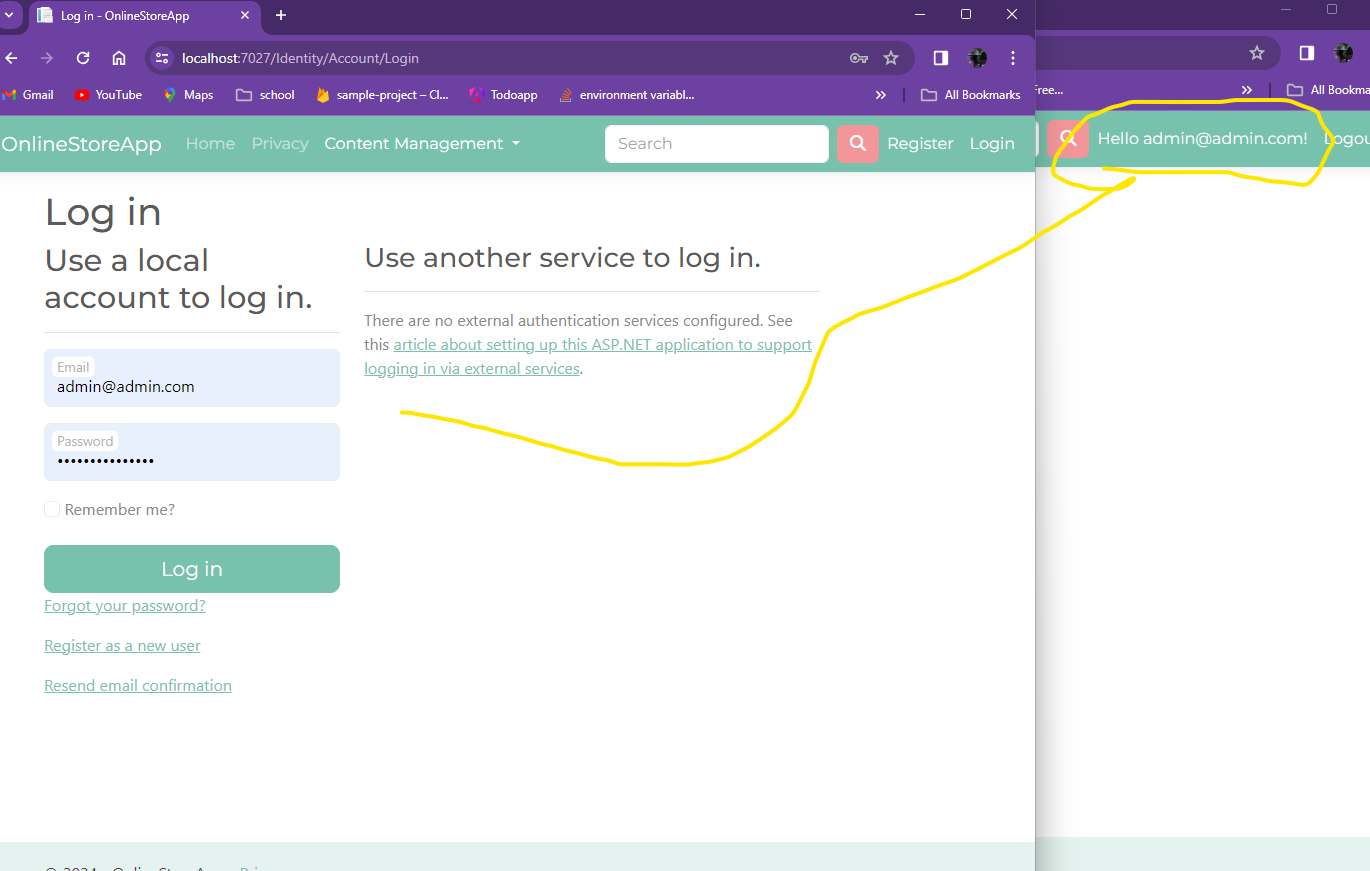 Log in - OnlineStoreApp
localhost:7027/Identity/Account/Login
Gmail YouTube Maps school sample-project – Cl... Todoapp environment variabl... » All Bookmarks
Free... » All Bookma
OnlineStoreApp Home Privacy Content Management Search Register Login
Hello admin@admin.com! Logou
Log in
Use a local
account to log in.
Use another service to log in.
There are no external authentication services configured. See
this article about setting up this ASP.NET application to support
logging in via external services.
Email
admin@admin.com
Password
•••••••••••••••
Remember me?
Log in
Forgot your password?
Register as a new user
Resend email confirmation